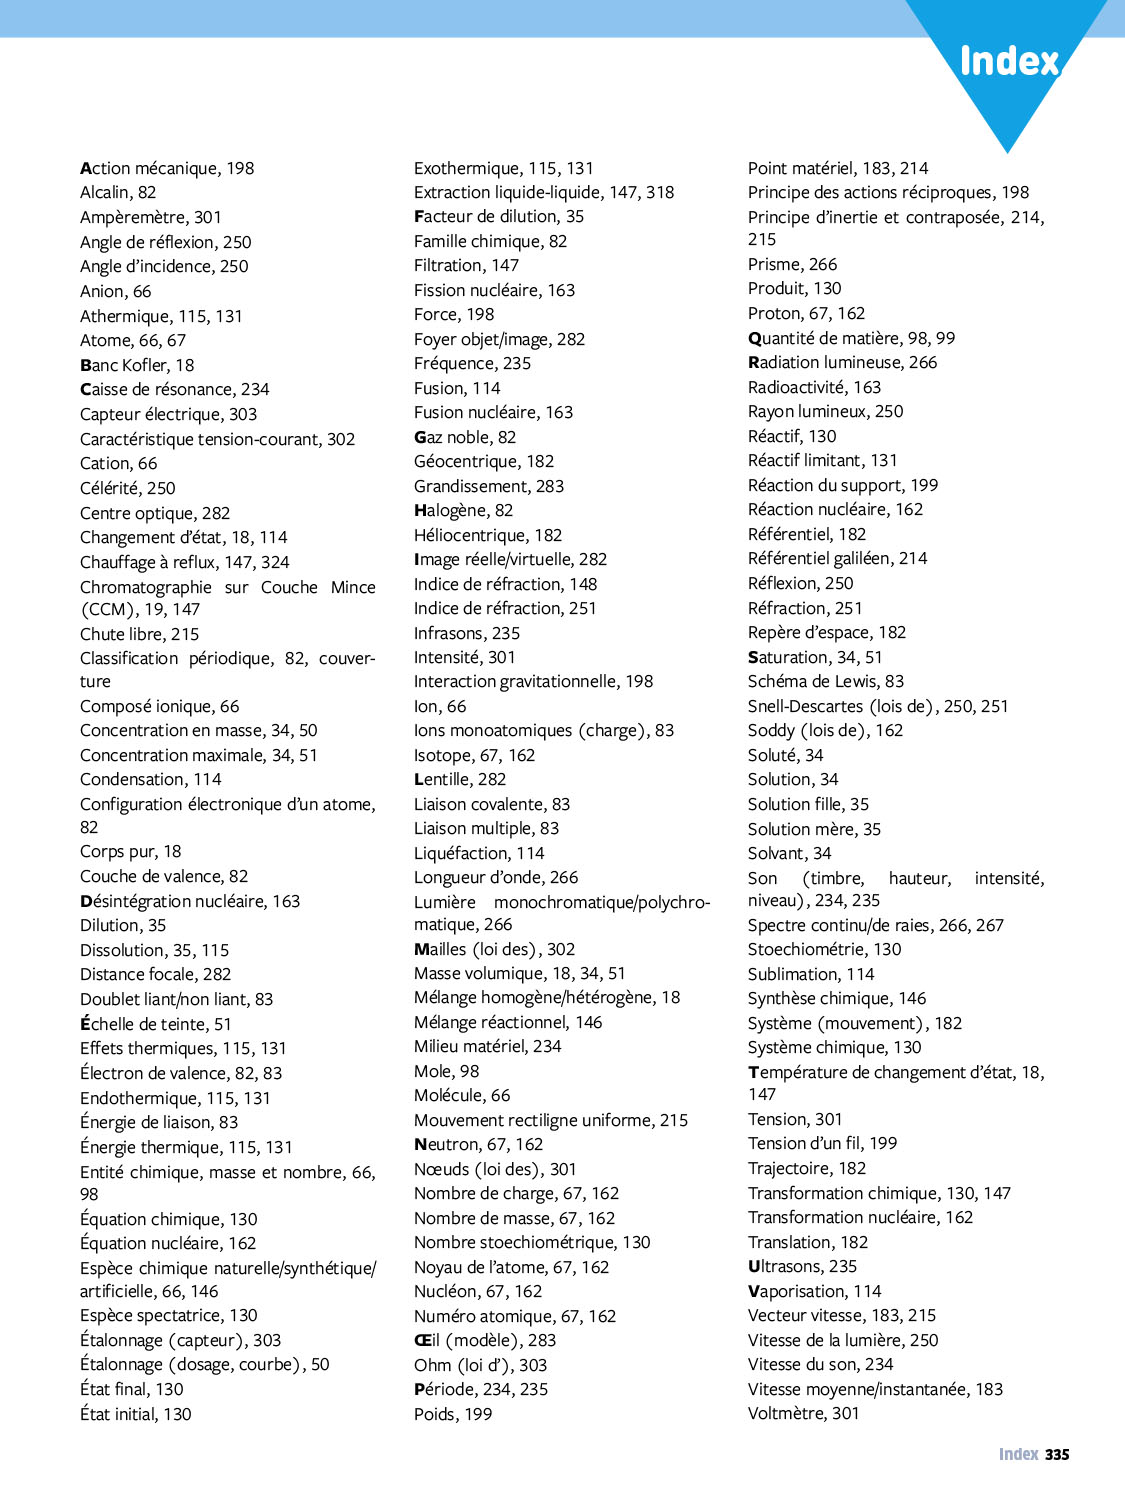 Index
Action mécanique, 198
Alcalin, 82
Ampèremètre, 301
Angle de réflexion, 250
Angle d’incidence, 250
Anion, 66
Athermique, 115, 131
Atome, 66, 67
Banc Kofler, 18
Caisse de résonance, 234
Capteur électrique, 303
Caractéristique tension-courant, 302
Cation, 66
Célérité, 250
Centre optique, 282
Changement d’état, 18, 114
Chauffage à reflux, 147, 324
Chromatographie sur Couche Mince
(CCM), 19, 147
Chute libre, 215
Classification périodique, 82, couver-
ture
Composé ionique, 66
Concentration en masse, 34, 50
Concentration maximale, 34, 51
Condensation, 114
Configuration électronique d’un atome,
82
Corps pur, 18
Couche de valence, 82
Désintégration nucléaire, 163
Dilution, 35
Dissolution, 35, 115
Distance focale, 282
Doublet liant/non liant, 83
Échelle de teinte, 51
Effets thermiques, 115, 131
Électron de valence, 82, 83
Endothermique, 115, 131
Énergie de liaison, 83
Énergie thermique, 115, 131
Entité chimique, masse et nombre, 66,
98
Équation chimique, 130
Équation nucléaire, 162
Espèce chimique naturelle/synthétique/
artificielle, 66, 146
Espèce spectatrice, 130
Étalonnage (capteur), 303
Étalonnage (dosage, courbe), 50
État final, 130
État initial, 130
Exothermique, 115, 131
Extraction liquide-liquide, 147, 318
Facteur de dilution, 35
Famille chimique, 82
Filtration, 147
Fission nucléaire, 163
Force, 198
Foyer objet/image, 282
Fréquence, 235
Fusion, 114
Fusion nucléaire, 163
Gaz noble, 82
Géocentrique, 182
Grandissement, 283
Halogène, 82
Héliocentrique, 182
Image réelle/virtuelle, 282
Indice de réfraction, 148
Indice de réfraction, 251
Infrasons, 235
Intensité, 301
Interaction gravitationnelle, 198
Ion, 66
Ions monoatomiques (charge), 83
Isotope, 67, 162
Lentille, 282
Liaison covalente, 83
Liaison multiple, 83
Liquéfaction, 114
Longueur d’onde, 266
Lumière monochromatique/polychro-
matique, 266
Mailles (loi des), 302
Masse volumique, 18, 34, 51
Mélange homogène/hétérogène, 18
Mélange réactionnel, 146
Milieu matériel, 234
Mole, 98
Molécule, 66
Mouvement rectiligne uniforme, 215
Neutron, 67, 162
Nœuds (loi des), 301
Nombre de charge, 67, 162
Nombre de masse, 67, 162
Nombre stoechiométrique, 130
Noyau de l’atome, 67, 162
Nucléon, 67, 162
Numéro atomique, 67, 162
Œil (modèle), 283
Ohm (loi d’), 303
Période, 234, 235
Poids, 199
Point matériel, 183, 214
Principe des actions réciproques, 198
Principe d’inertie et contraposée, 214,
215
Prisme, 266
Produit, 130
Proton, 67, 162
Quantité de matière, 98, 99
Radiation lumineuse, 266
Radioactivité, 163
Rayon lumineux, 250
Réactif, 130
Réactif limitant, 131
Réaction du support, 199
Réaction nucléaire, 162
Référentiel, 182
Référentiel galiléen, 214
Réflexion, 250
Réfraction, 251
Repère d’espace, 182
Saturation, 34, 51
Schéma de Lewis, 83
Snell-Descartes (lois de), 250, 251
Soddy (lois de), 162
Soluté, 34
Solution, 34
Solution fille, 35
Solution mère, 35
Solvant, 34
Son (timbre, hauteur, intensité,
niveau), 234, 235
Spectre continu/de raies, 266, 267
Stoechiométrie, 130
Sublimation, 114
Synthèse chimique, 146
Système (mouvement), 182
Système chimique, 130
Température de changement d’état, 18,
147
Tension, 301
Tension d’un fil, 199
Trajectoire, 182
Transformation chimique, 130, 147
Transformation nucléaire, 162
Translation, 182
Ultrasons, 235
Vaporisation, 114
Vecteur vitesse, 183, 215
Vitesse de la lumière, 250
Vitesse du son, 234
Vitesse moyenne/instantanée, 183
Voltmètre, 301
Index 335